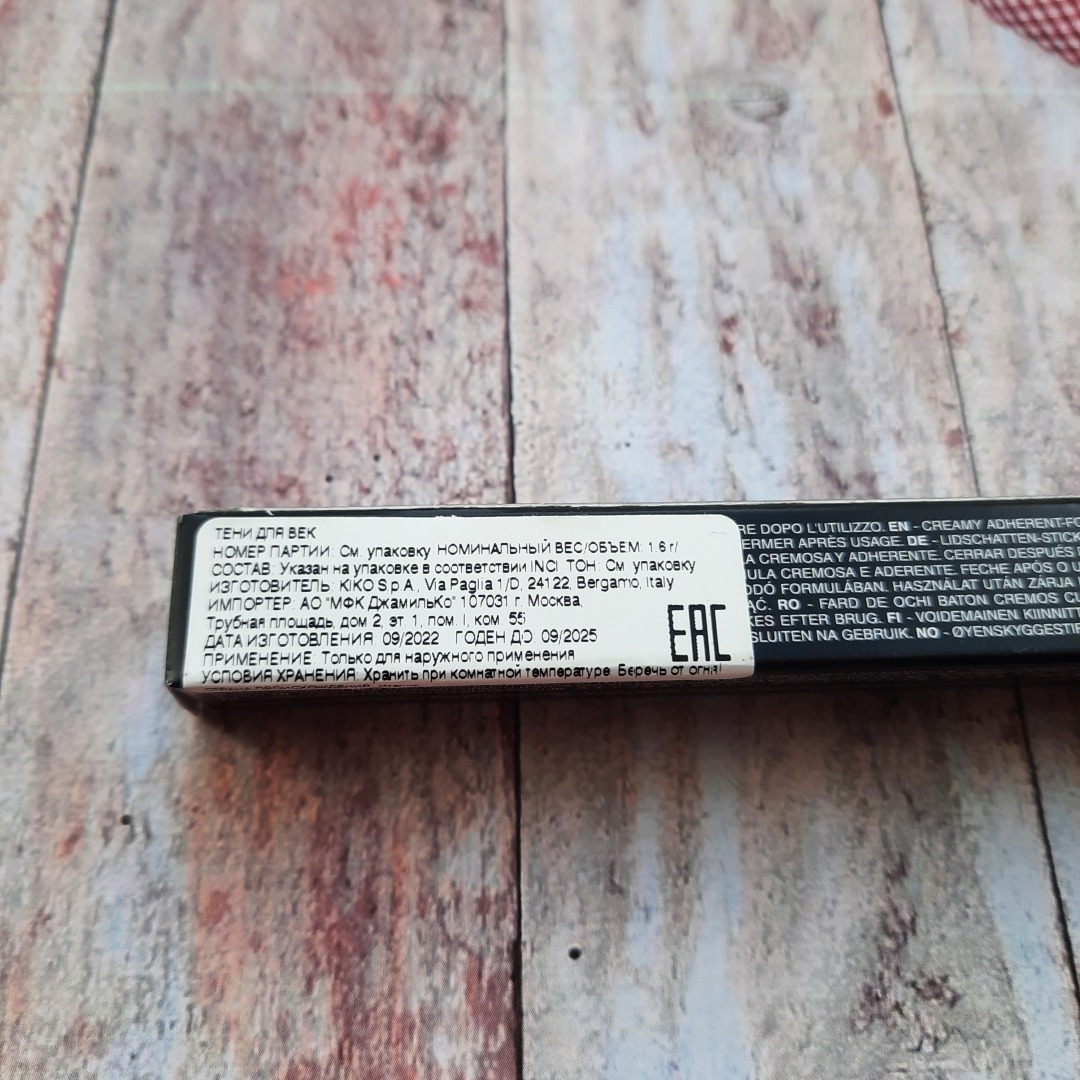 ТЕНИ ДЛЯ ВЕК
НОМЕР ПАРТИИ: См. упаковку НОМИНАЛЬНЫЙ ВЕС/ОБЪЕМ: 1.6 г/
СОСТАВ: Указан на упаковке в соответствии INCI ТОН: См упаковку
ИЗГОТОВИТЕЛЬ: KIKO S.p.A., Via Paglia 1/D, 24122, Bergamo, Italy
ИМПОРТЕР: АО "МФК ДжамильКо" 107031 г. Москва,
Трубная площадь, дом 2, эт 1, пом. I, ком. 55
ДАТА ИЗГОТОВЛЕНИЯ: 09/2022 ГОДЕН ДО: 09/2025
ПРИМЕНЕНИЕ: Только для наружного применения
УСЛОВИЯ ХРАНЕНИЯ: Хранить при комнатной температуре. Беречь от огня!
EAC
RE DOPO L'UTILIZZO. EN - CREAMY ADHERENT-FO
ERMER APRÈS USAGE. DE - LIDSCHATTEN-STICK
A CREMOSA Y ADHERENTE. CERRAR DESPUÉS
ULA CREMOSA E ADERENTE. FECHE APÓS O U
ODÓ FORMULÁBAN. HASZNÁLAT UTÁN ZÁRJA
ĄĆ. RO - FARD DE OCHI BATON CREMOS CU
KES EFTER BRUG. FI - VOIDEMAINEN KIINNITT
SLUITEN NA GEBRUIK. NO - ØYENSKYGGESTIF